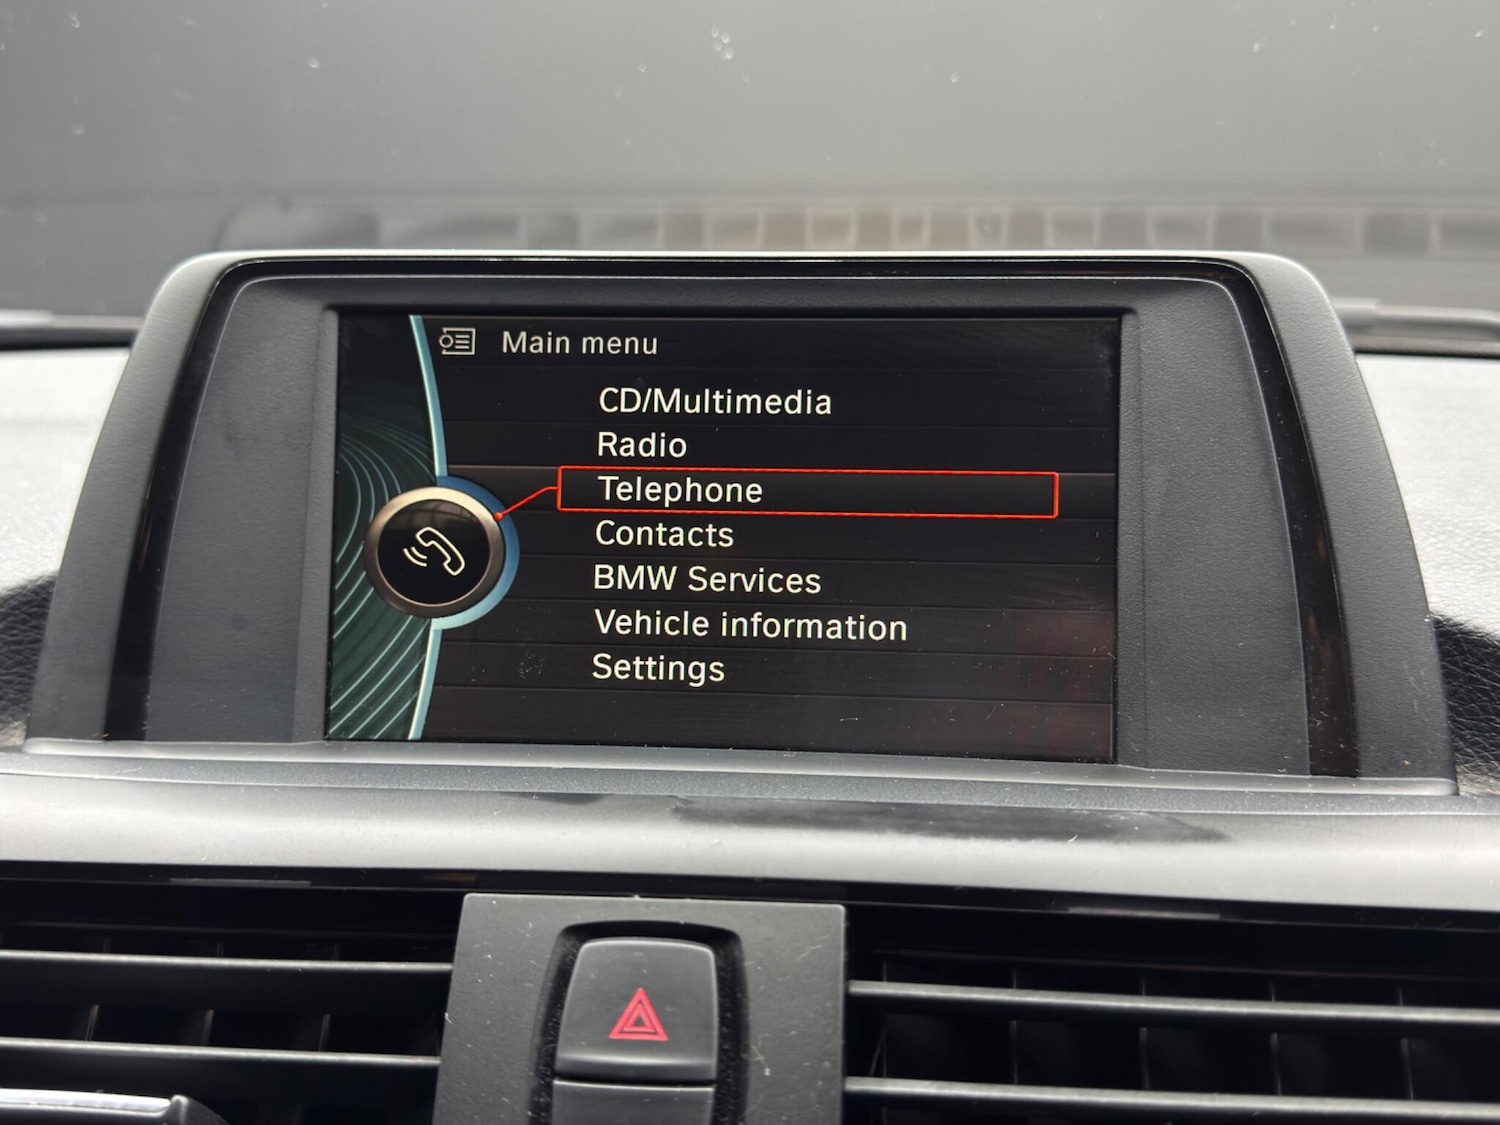 Main menu
CD/Multimedia
Radio
Telephone
Contacts
BMW Services
Vehicle information
Settings